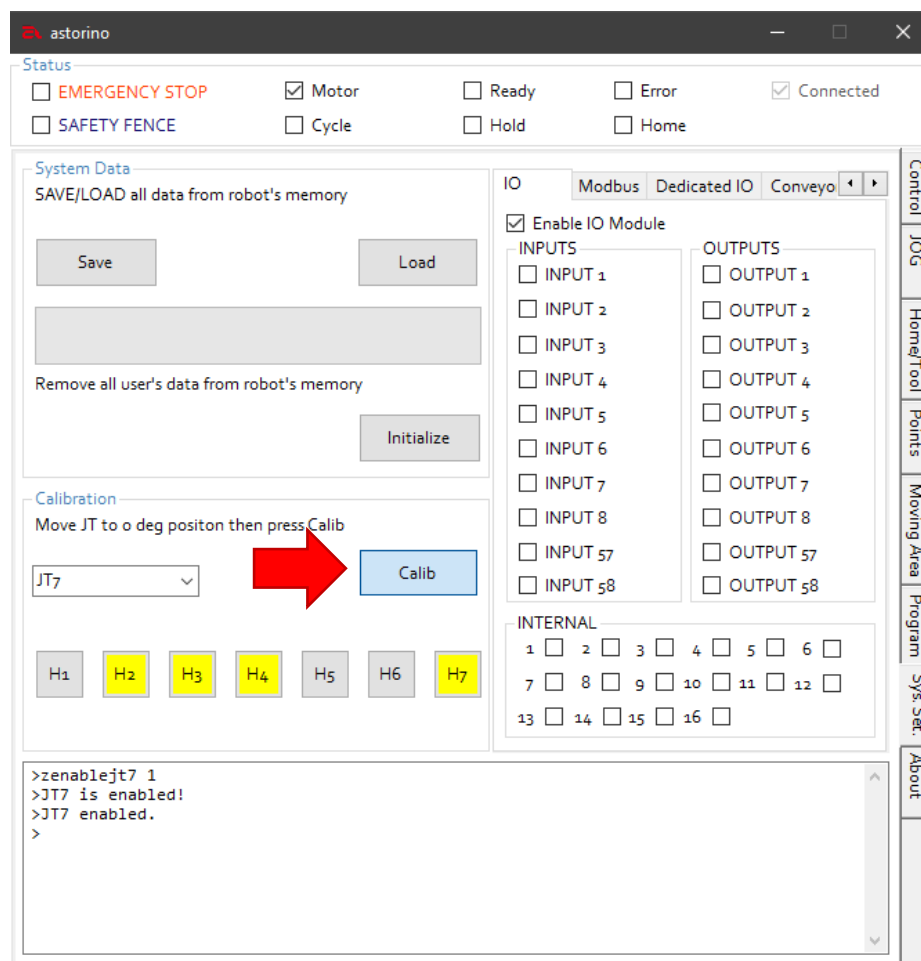 astorino
Status
EMERGENCY STOP
Motor
Ready
Error
Connected
SAFETY FENCE
Cycle
Hold
Home
System Data
SAVE/LOAD all data from robot's memory
Save
Load
Remove all user's data from robot's memory
Initialize
Calibration
Move JT to 0 deg positon then press Calib
JT7
Calib
H1
H2
H3
H4
H5
H6
H7
IO
Modbus
Dedicated IO
Conveyo
Enable IO Module
INPUTS
INPUT 1
INPUT 2
INPUT 3
INPUT 4
INPUT 5
INPUT 6
INPUT 7
INPUT 8
INPUT 57
INPUT 58
OUTPUTS
OUTPUT 1
OUTPUT 2
OUTPUT 3
OUTPUT 4
OUTPUT 5
OUTPUT 6
OUTPUT 7
OUTPUT 8
OUTPUT 57
OUTPUT 58
INTERNAL
1 2 3 4 5 6
7 8 9 10 11 12
13 14 15 16
Control
JOG
Home/Tool
Points
Moving Area
Program
Sys. Set.
About
>zenablejt7 1
>JT7 is enabled!
>JT7 enabled.
>